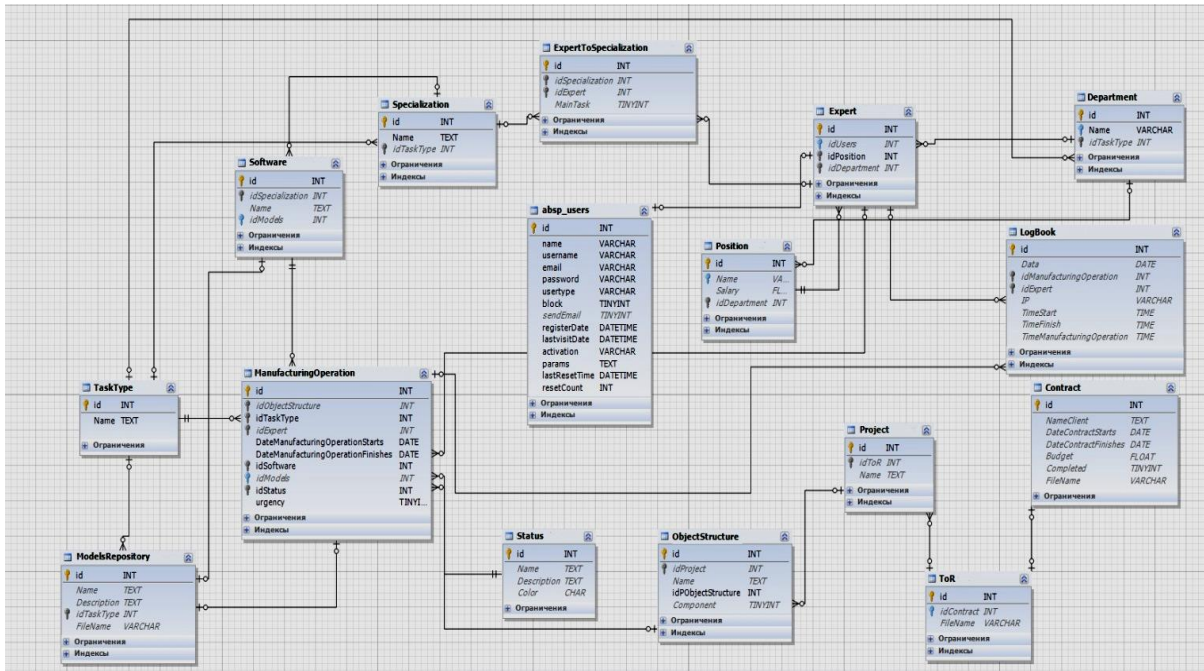 ExpertToSpecialization
id INT
idSpecialization INT
idExpert INT
MainTask TINYINT
Ограничения
Индексы
Specialization
id INT
Name TEXT
idTaskType INT
Ограничения
Индексы
Expert
id INT
idUsers INT
idPosition INT
idDepartment INT
Ограничения
Индексы
Department
id INT
Name VARCHAR
idTaskType INT
Ограничения
Индексы
Software
id INT
idSpecialization INT
Name TEXT
idModels INT
Ограничения
Индексы
absp_users
id INT
name VARCHAR
username VARCHAR
email VARCHAR
password VARCHAR
usertype VARCHAR
block TINYINT
sendEmail TINYINT
registerDate DATETIME
lastvisitDate DATETIME
activation VARCHAR
params TEXT
lastResetTime DATETIME
resetCount INT
Ограничения
Индексы
Position
id INT
Name VA...
Salary FL...
idDepartment INT
Ограничения
Индексы
LogBook
id INT
Data DATE
idManufacturingOperation INT
idExpert INT
IP VARCHAR
TimeStart TIME
TimeFinish TIME
TimeManufacturingOperation TIME
Ограничения
Индексы
TaskType
id INT
Name TEXT
Ограничения
ManufacturingOperation
id INT
idObjectStructure INT
idTaskType INT
idExpert INT
DateManufacturingOperationStarts DATE
DateManufacturingOperationFinishes DATE
idSoftware INT
idModels INT
idStatus INT
urgency TINYI...
Ограничения
Индексы
Contract
id INT
NameClient TEXT
DateContractStarts DATE
DateContractFinishes DATE
Budget FLOAT
Completed TINYINT
FileName VARCHAR
Ограничения
Project
id INT
idToR INT
Name TEXT
Ограничения
Индексы
ModelsRepository
id INT
Name TEXT
Description TEXT
idTaskType INT
FileName VARCHAR
Ограничения
Индексы
Status
id INT
Name TEXT
Description TEXT
Color CHAR
Ограничения
ObjectStructure
id INT
idProject INT
Name TEXT
idPObjectStructure INT
Component TINYINT
Ограничения
Индексы
ToR
id INT
idContract INT
FileName VARCHAR
Ограничения
Индексы